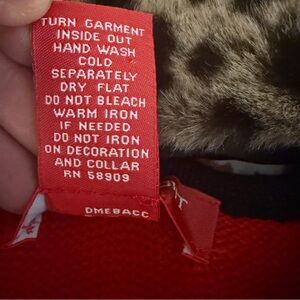 TURN GARMENT
INSIDE OUT
HAND WASH
COLD
SEPARATELY
DRY FLAT
DO NOT BLEACH
WARM IRON
IF NEEDED
DO NOT IRON
ON DECORATION
AND COLLAR
RN 58909
DMEBACC